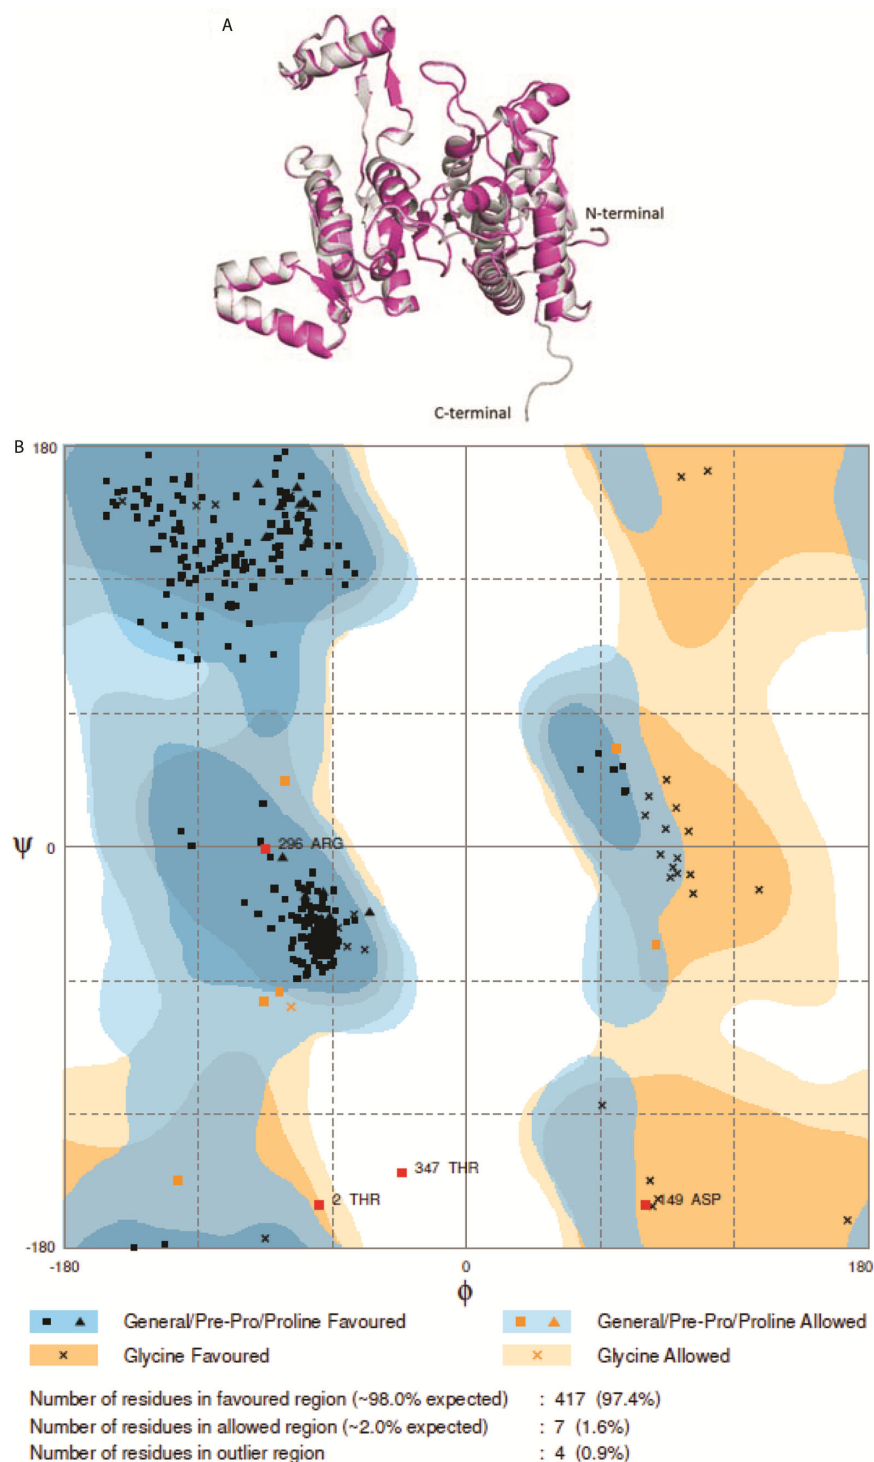 A
N-terminal
C-terminal
B
180
296 ARG
ψ 0
347 THR
2 THR
149 ASP
-180
-180 0 180
ϕ
General/Pre-Pro/Proline Favoured
General/Pre-Pro/Proline Allowed
Glycine Favoured
Glycine Allowed
Number of residues in favoured region (~98.0% expected) : 417 (97.4%)
Number of residues in allowed region (~2.0% expected) : 7 (1.6%)
Number of residues in outlier region : 4 (0.9%)